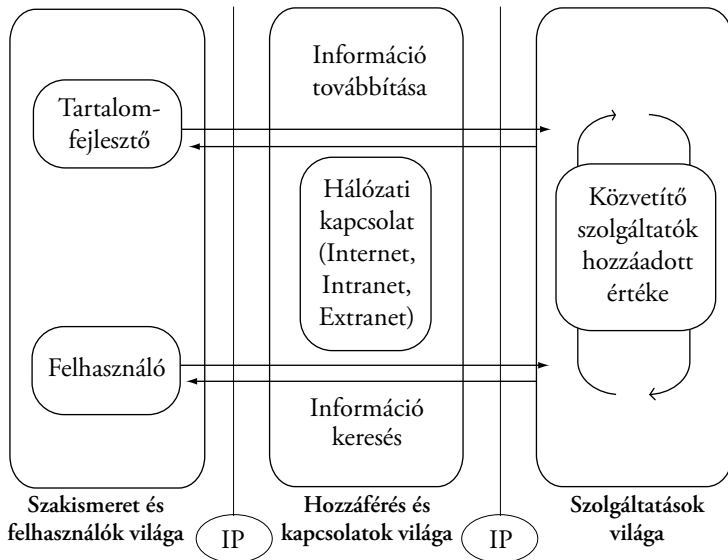 Tartalom-
fejlesztő
Felhasználó
Szakismeret és
felhasználók világa
IP
Információ
továbbítása
Hálózati
kapcsolat
(Internet,
Intranet,
Extranet)
Információ
keresés
Hozzáférés és
kapcsolatok világa
IP
Közvetítő
szolgáltatók
hozzáadott
értéke
Szolgáltatások
világa